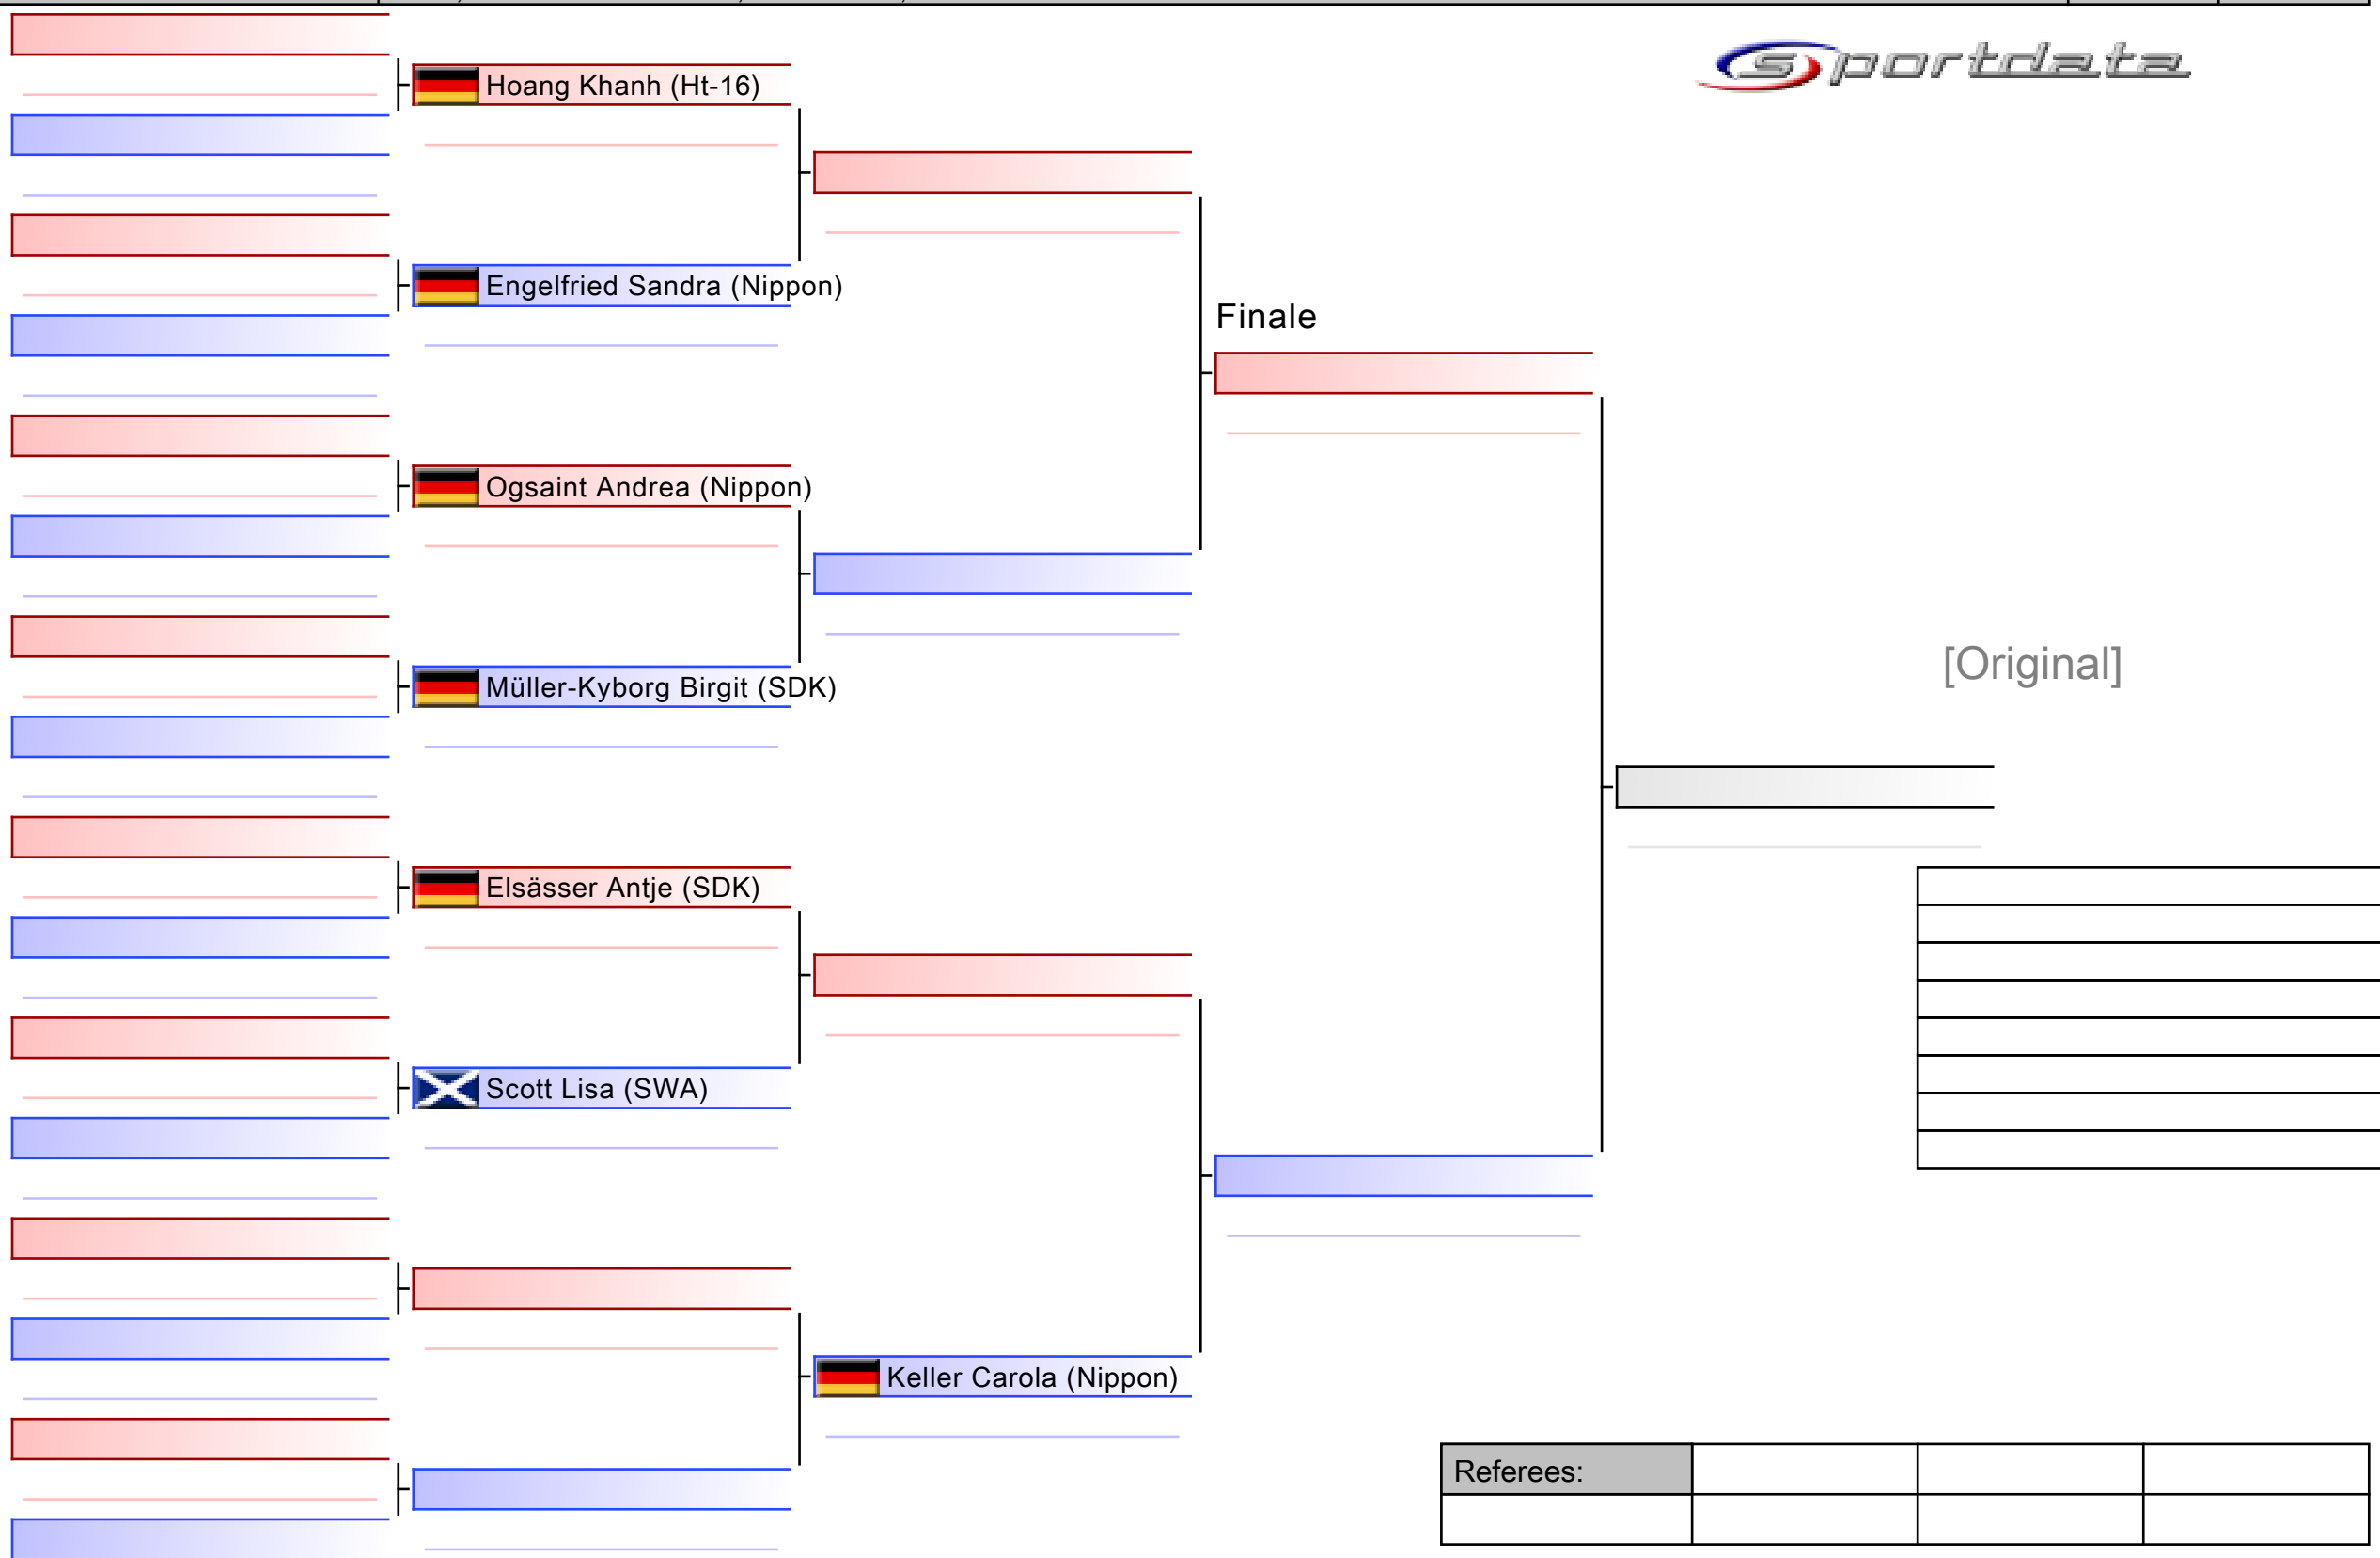 sportdata
Hoang Khanh (Ht-16)
Engelfried Sandra (Nippon)
Finale
Ogsaint Andrea (Nippon)
[Original]
Müller-Kyborg Birgit (SDK)
Elsässer Antje (SDK)
Scott Lisa (SWA)
Keller Carola (Nippon)
Referees: